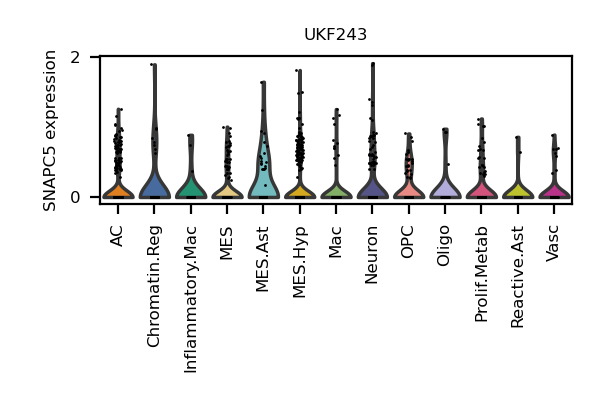 UKF243
SNAPC5 expression
2
0
AC
Chromatin.Reg
Inflammatory.Mac
MES
MES.Ast
MES.Hyp
Mac
Neuron
OPC
Oligo
Prolif.Metab
Reactive.Ast
Vasc